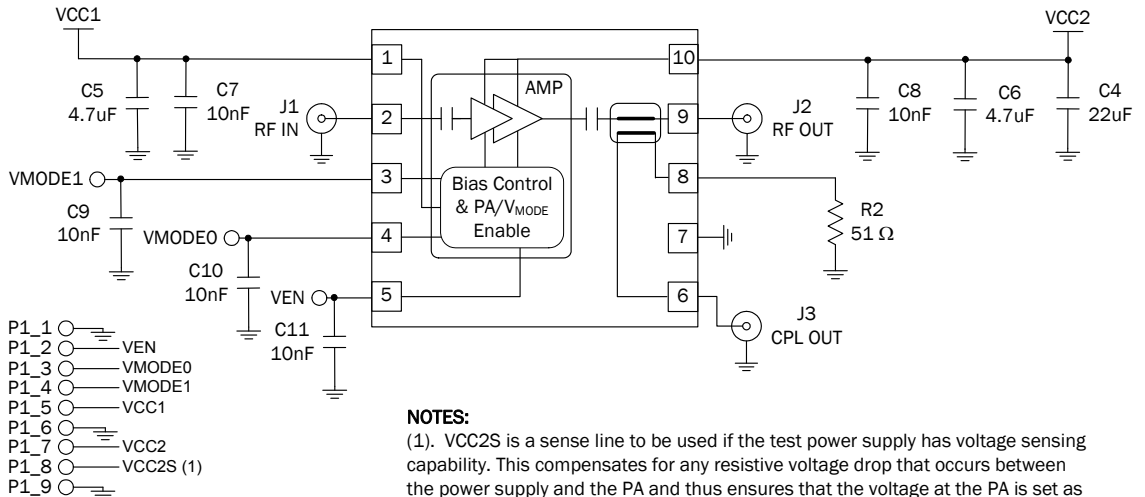 VCC1
VCC2
1
10
AMP
C5
4.7uF
C7
10nF
J1
RF IN
2
9
J2
RF OUT
C8
10nF
C6
4.7uF
C4
22uF
VMODE1
3
Bias Control
& PA/VMODE
Enable
8
C9
10nF
R2
51 Ω
VMODE0
4
7
C10
10nF
VEN
5
6
C11
10nF
J3
CPL OUT
P1_1
P1_2 VEN
P1_3 VMODE0
P1_4 VMODE1
P1_5 VCC1
P1_6
P1_7 VCC2
P1_8 VCC2S (1)
P1_9
NOTES:
(1). VCC2S is a sense line to be used if the test power supply has voltage sensing
capability. This compensates for any resistive voltage drop that occurs between
the power supply and the PA and thus ensures that the voltage at the PA is set as